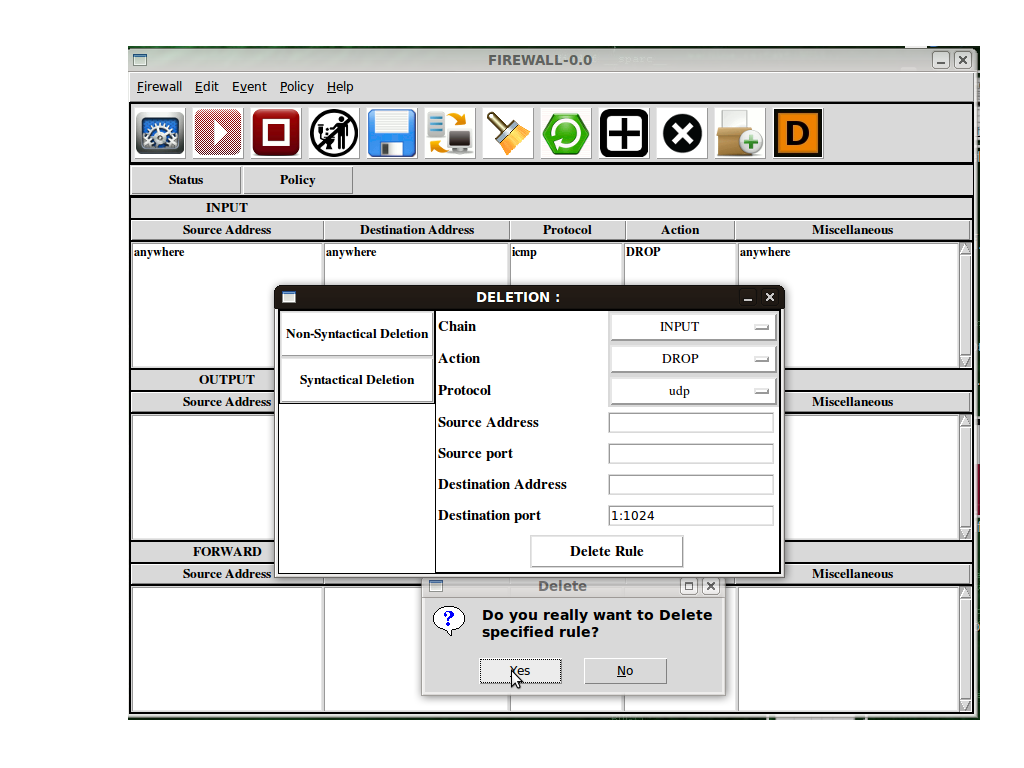 FIREWALL-0.0
Firewall Edit Event Policy Help
D
Status Policy
INPUT
Source Address Destination Address Protocol Action Miscellaneous
anywhere anywhere icmp DROP anywhere
DELETION :
Non-Syntactical Deletion
Syntactical Deletion
Chain INPUT
Action DROP
Protocol udp
Source Address
Source port
Destination Address
Destination port 1:1024
Delete Rule
OUTPUT
Source Address Miscellaneous
FORWARD
Source Address Miscellaneous
Delete
?
Do you really want to Delete
specified rule?
Yes No